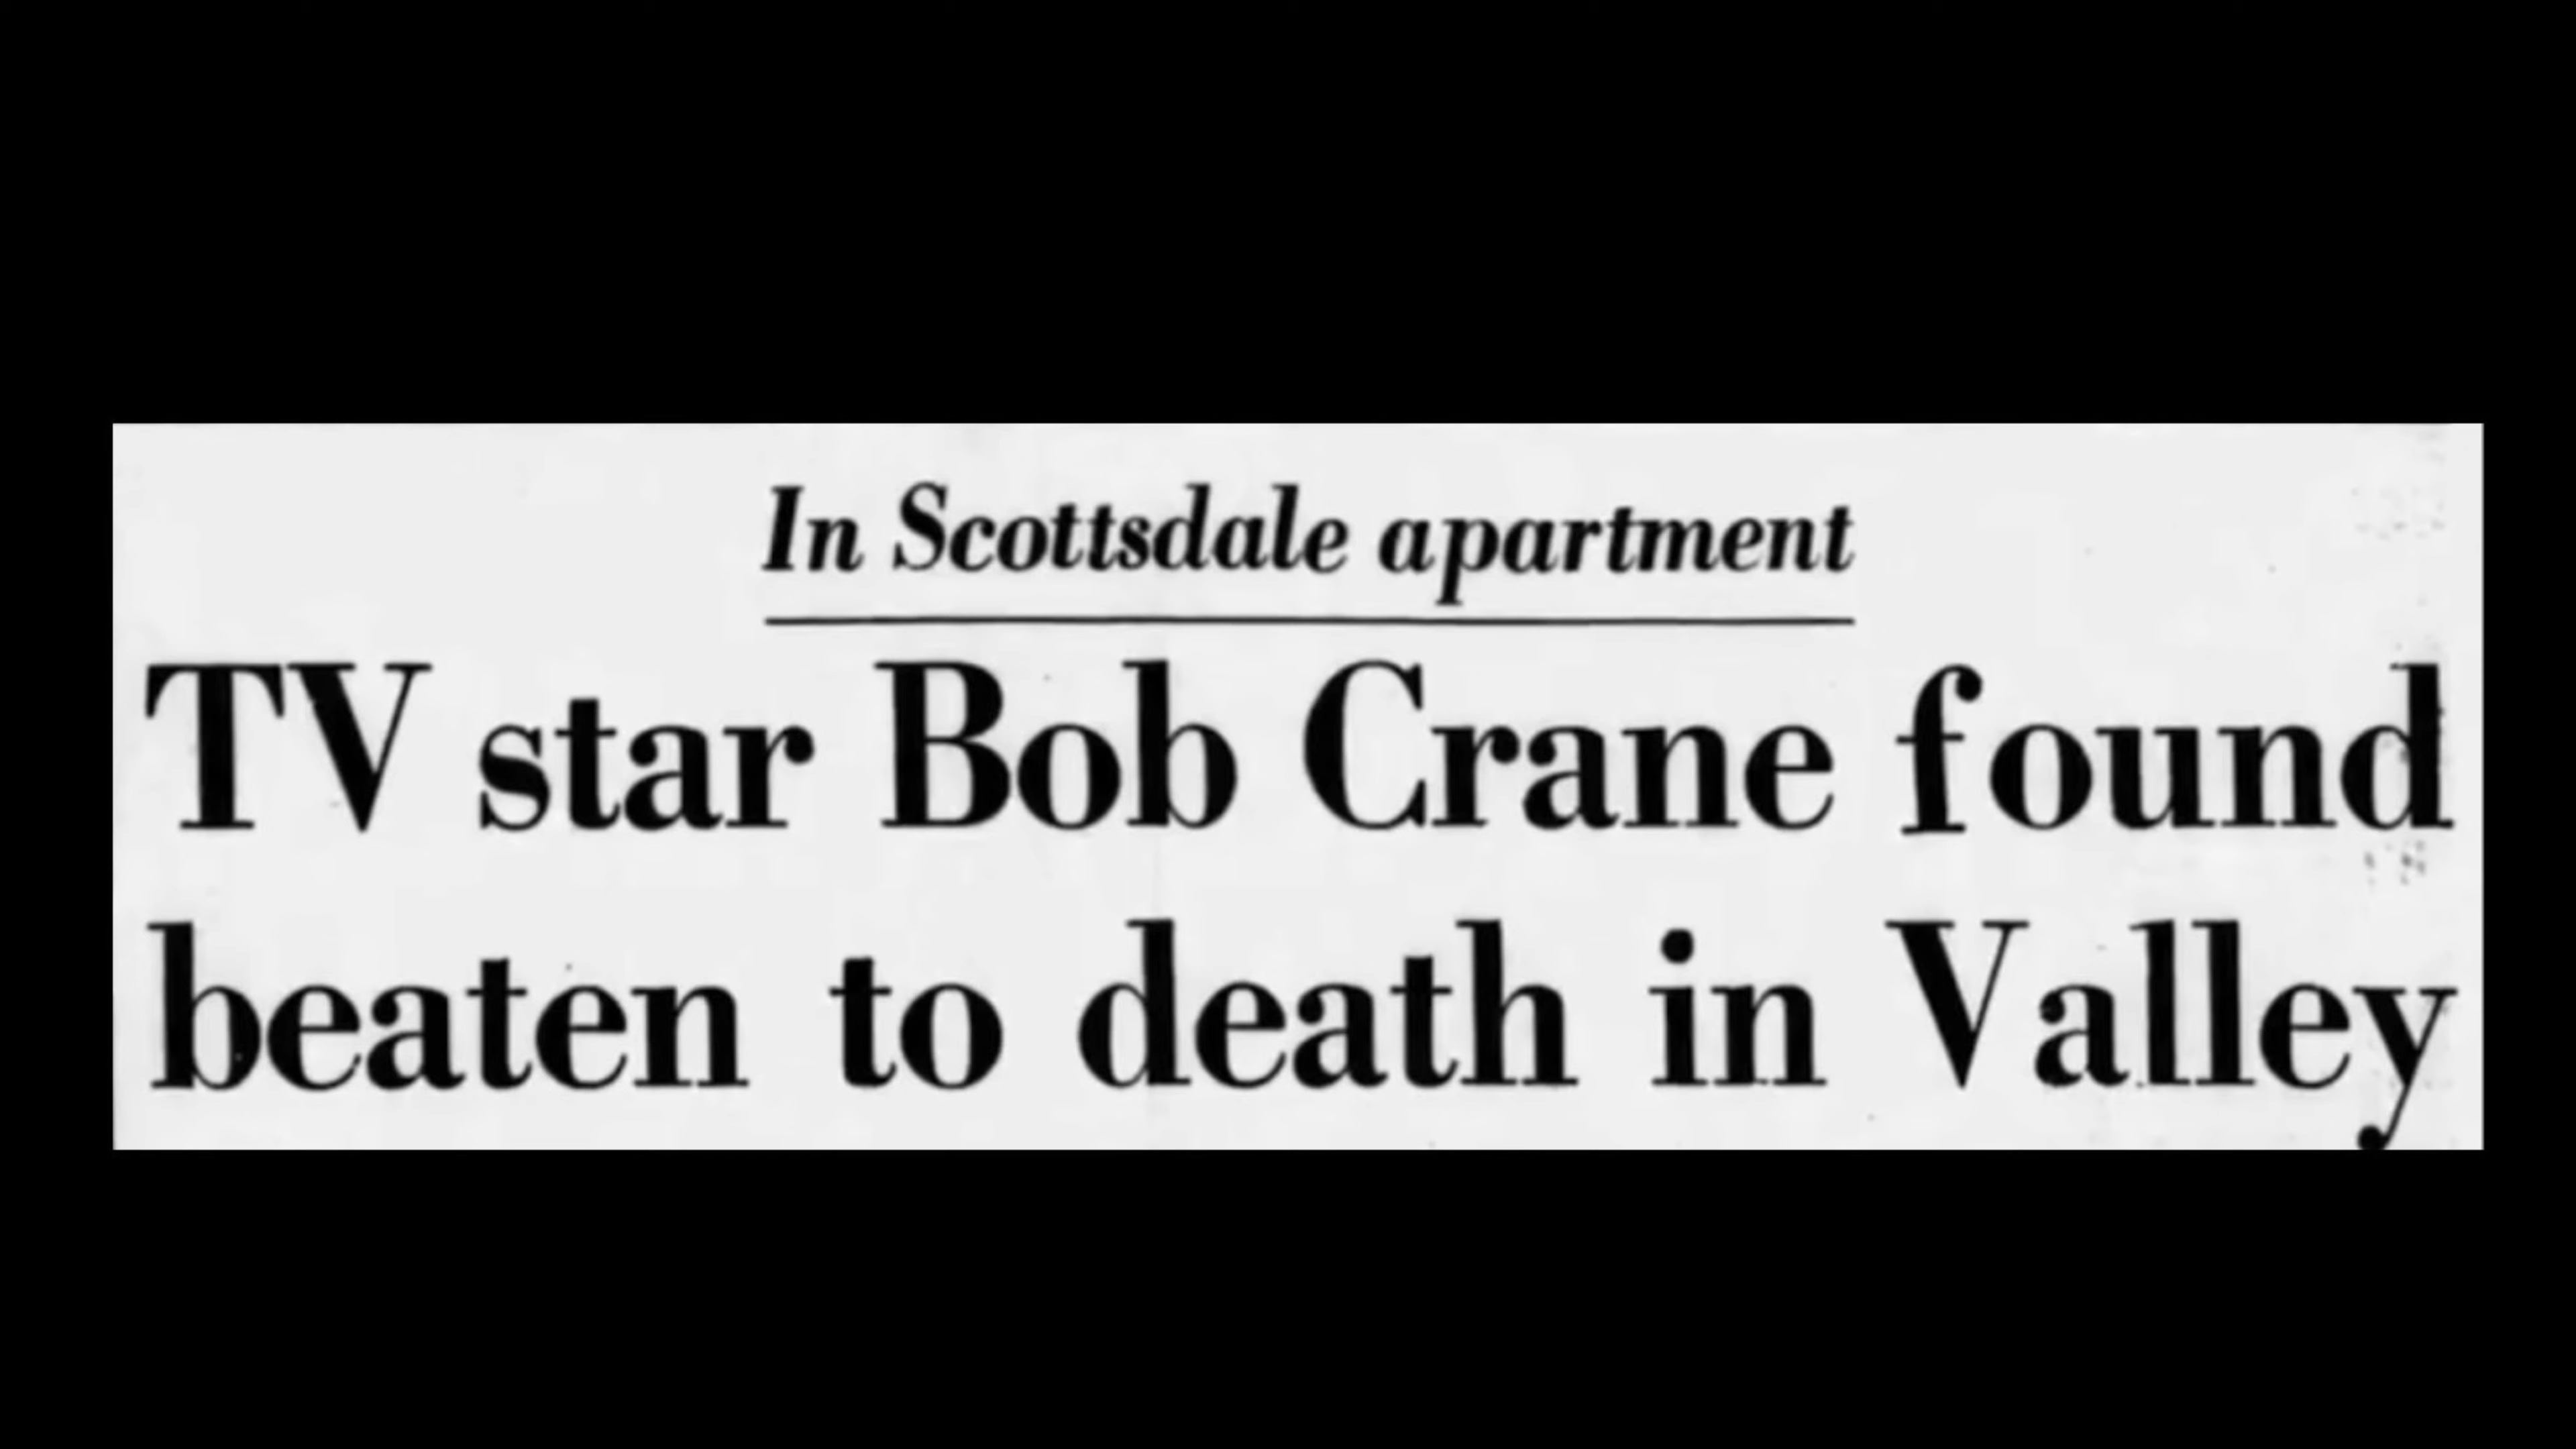 In Scottsdale apartment
TV star Bob Crane found
beaten to death in Valley